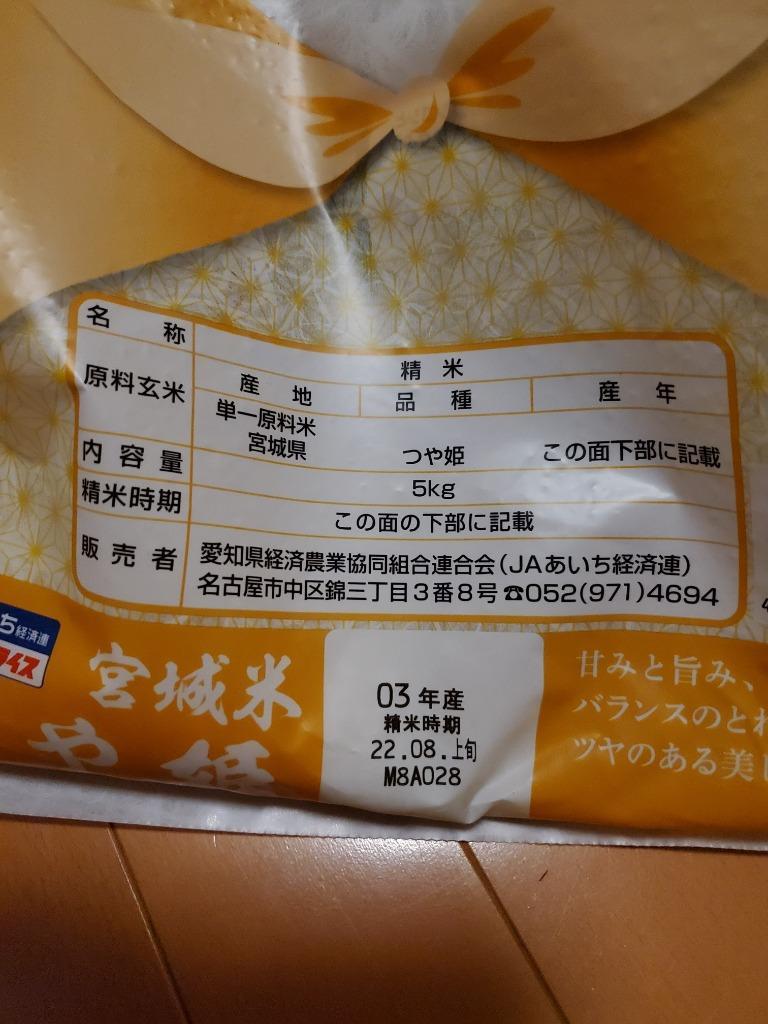 名称
精米
原料玄米
産地
品種
産年
単一原料米
宮城県
つや姫
この面下部に記載
内容量
5kg
精米時期
この面の下部に記載
販売者
愛知県経済農業協同組合連合会(JAあいち経済連)
名古屋市中区錦三丁目3番8号☎052(971)4694
ち経済連
ライス
宮城米
や姫
03年産
精米時期
22.08.上旬
M8A028
甘みと旨み、
バランスのとれ
ツヤのある美し